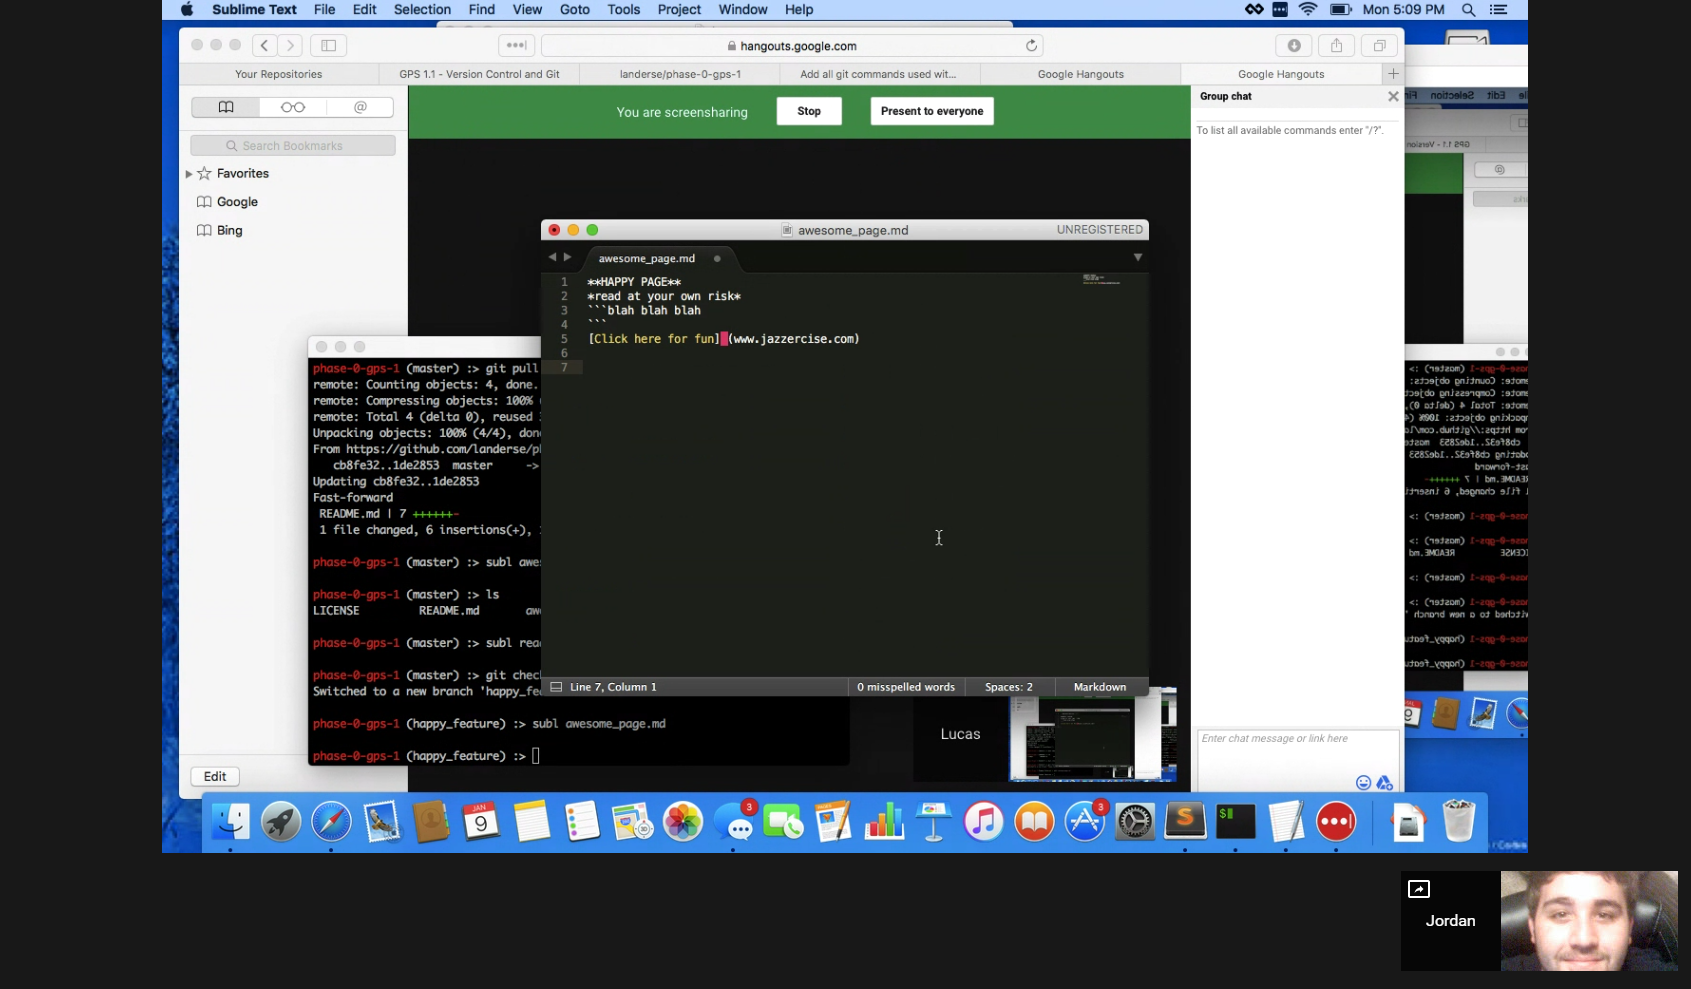 Sublime Text File Edit Selection Find View Goto Tools Project Window Help Mon 5:09 PM
hangouts.google.com
Your Repositories GPS 1.1 - Version Control and Git landerse/phase-0-gps-1 Add all git commands used wit... Google Hangouts Google Hangouts
You are screensharing Stop Present to everyone
Group chat
To list all available commands enter "/?".
Search Bookmarks
Favorites
Google
Bing
awesome_page.md UNREGISTERED
awesome_page.md
1 **HAPPY PAGE**
2 *read at your own risk*
3 ```blah blah blah
4 ```
5 [Click here for fun] (www.jazzercise.com)
6
7
Line 7, Column 1 0 misspelled words Spaces: 2 Markdown
phase-0-gps-1 (master) :> git pull
remote: Counting objects: 4, done.
remote: Compressing objects: 100%
remote: Total 4 (delta 0), reused
Unpacking objects: 100% (4/4), don
From https://github.com/landerse/p
cb8fe32..1de2853 master ->
Updating cb8fe32..1de2853
Fast-forward
README.md | 7 ++++++-
1 file changed, 6 insertions(+),
phase-0-gps-1 (master) :> subl awe
phase-0-gps-1 (master) :> ls
LICENSE README.md aw
phase-0-gps-1 (master) :> subl rea
phase-0-gps-1 (master) :> git chec
Switched to a new branch 'happy_fe
phase-0-gps-1 (happy_feature) :> subl awesome_page.md
phase-0-gps-1 (happy_feature) :>
Lucas
Enter chat message or link here
Edit
JAN
9
3
3
Jordan